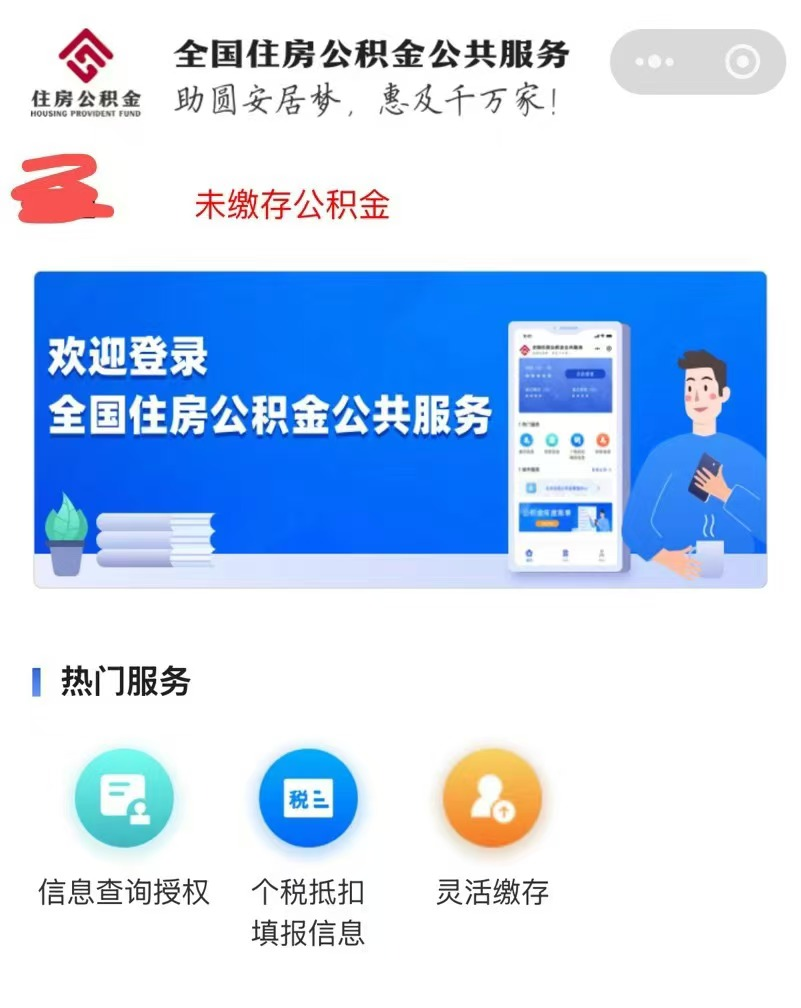 全国住房公积金公共服务
住房公积金
HOUSING PROVIDENT FUND
助圆安居梦，惠及千万家！
未缴存公积金
欢迎登录
全国住房公积金公共服务
热门服务
税
信息查询授权
个税抵扣
填报信息
灵活缴存